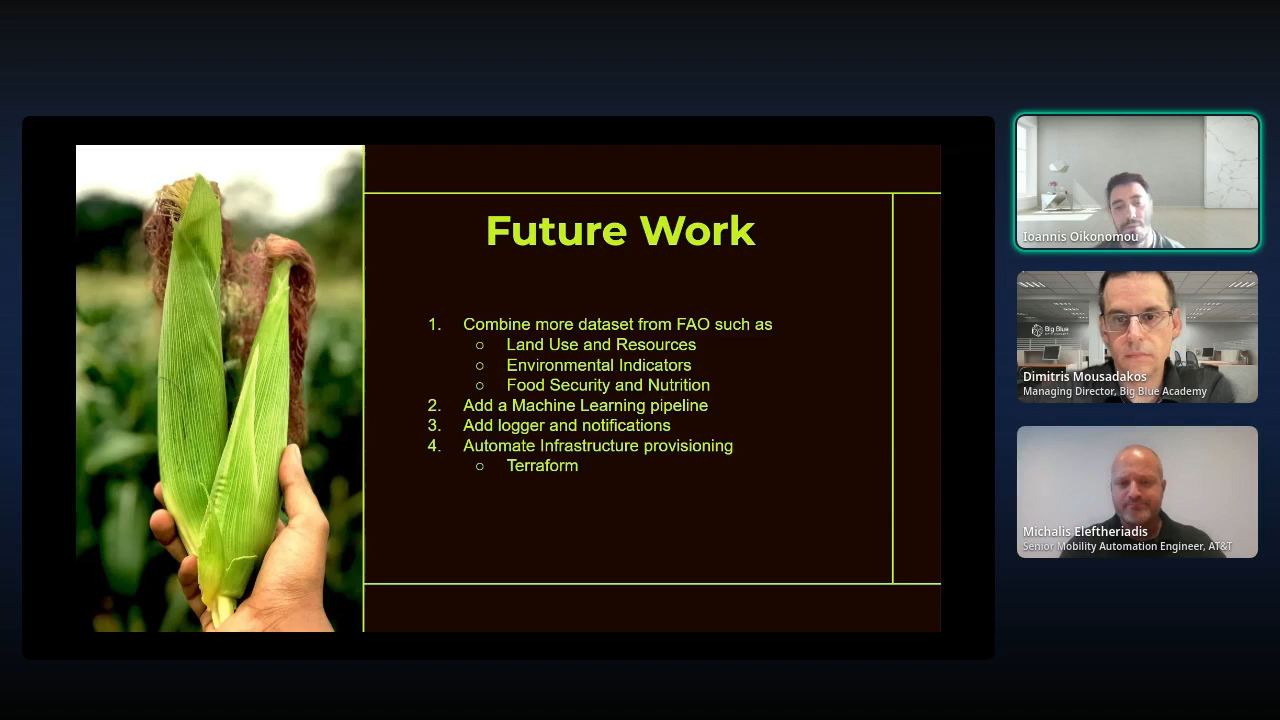 Future Work
1. Combine more dataset from FAO such as
○ Land Use and Resources
○ Environmental Indicators
○ Food Security and Nutrition
2. Add a Machine Learning pipeline
3. Add logger and notifications
4. Automate Infrastructure provisioning
○ Terraform
Ioannis Oikonomou
Big Blue
Dimitris Mousadakos
Managing Director, Big Blue Academy
Michalis Eleftheriadis
Senior Mobility Automation Engineer, AT&T